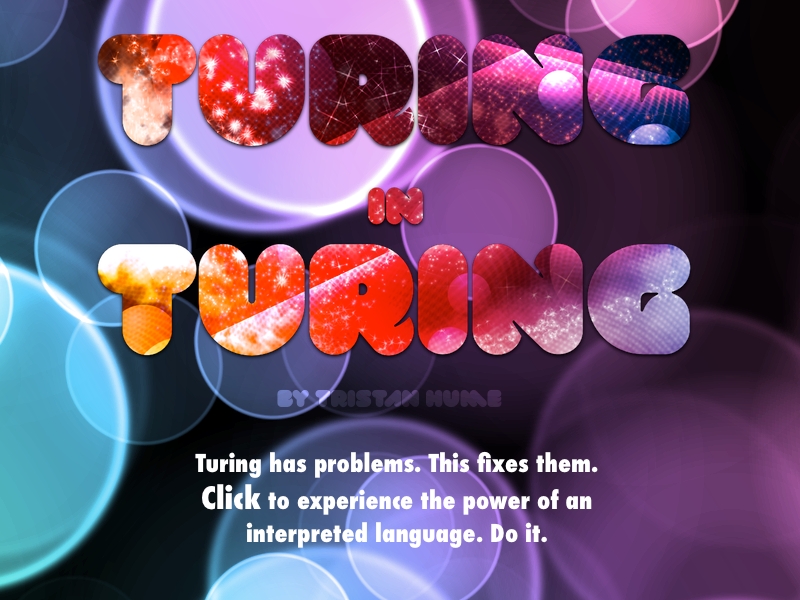 TURING
IN
TURING
BY TRISTAN HUME
Turing has problems. This fixes them.
Click to experience the power of an
interpreted language. Do it.